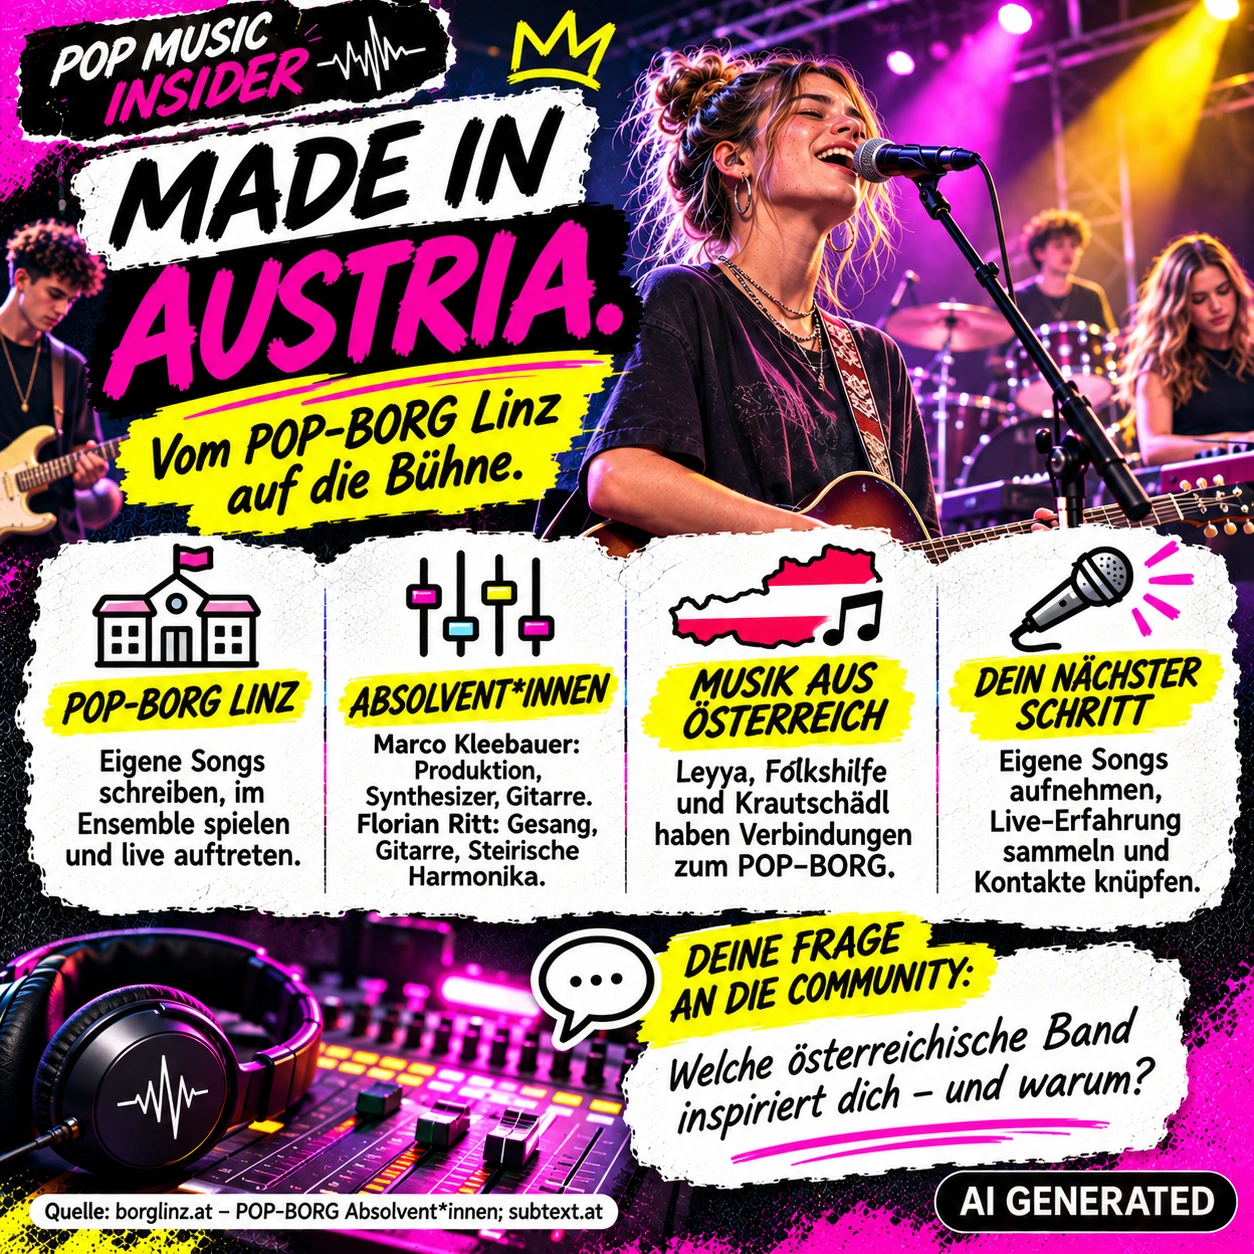 POP MUSIC
INSIDER
MADE IN
AUSTRIA.
Vom POP-BORG Linz
auf die Bühne.
POP-BORG LINZ
Eigene Songs
schreiben, im
Ensemble spielen
und live auftreten.
ABSOLVENT*INNEN
Marco Kleebauer:
Produktion,
Synthesizer, Gitarre.
Florian Ritt: Gesang,
Gitarre, Steirische
Harmonika.
MUSIK AUS
ÖSTERREICH
Leyya, Folkshilfe
und Krautschädl
haben Verbindungen
zum POP-BORG.
DEIN NÄCHSTER
SCHRITT
Eigene Songs
aufnehmen,
Live-Erfahrung
sammeln und
Kontakte knüpfen.
DEINE FRAGE
AN DIE COMMUNITY:
Welche österreichische Band
inspiriert dich – und warum?
Quelle: borglinz.at – POP-BORG Absolvent*innen; subtext.at
AI GENERATED